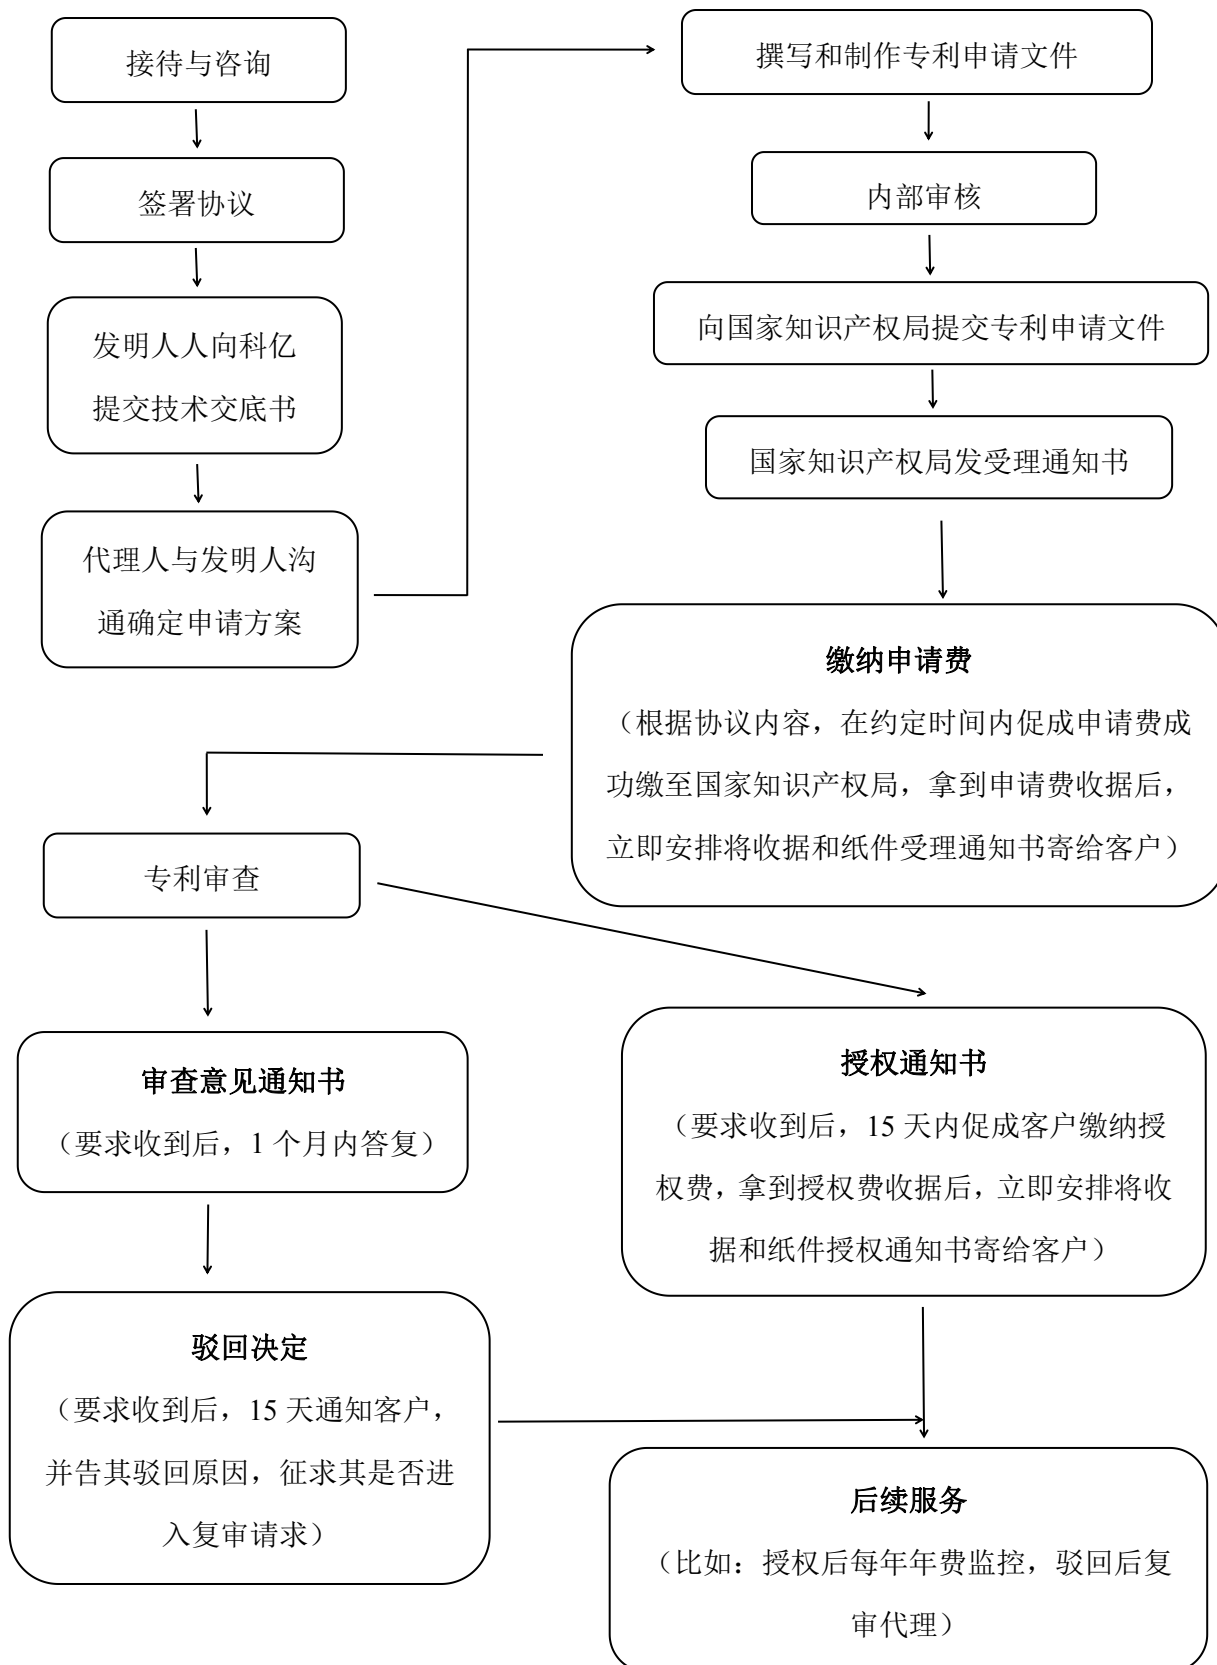 接待与咨询
签署协议
发明人人向科亿
提交技术交底书
代理人与发明人沟
通确定申请方案
撰写和制作专利申请文件
内部审核
向国家知识产权局提交专利申请文件
国家知识产权局发受理通知书
缴纳申请费
（根据协议内容，在约定时间内促成申请费成
功缴至国家知识产权局，拿到申请费收据后，
立即安排将收据和纸件受理通知书寄给客户）
专利审查
审查意见通知书
（要求收到后，1 个月内答复）
授权通知书
（要求收到后，15 天内促成客户缴纳授
权费，拿到授权费收据后，立即安排将收
据和纸件授权通知书寄给客户）
驳回决定
（要求收到后，15 天通知客户，
并告其驳回原因，征求其是否进
入复审请求）
后续服务
（比如：授权后每年年费监控，驳回后复
审代理）